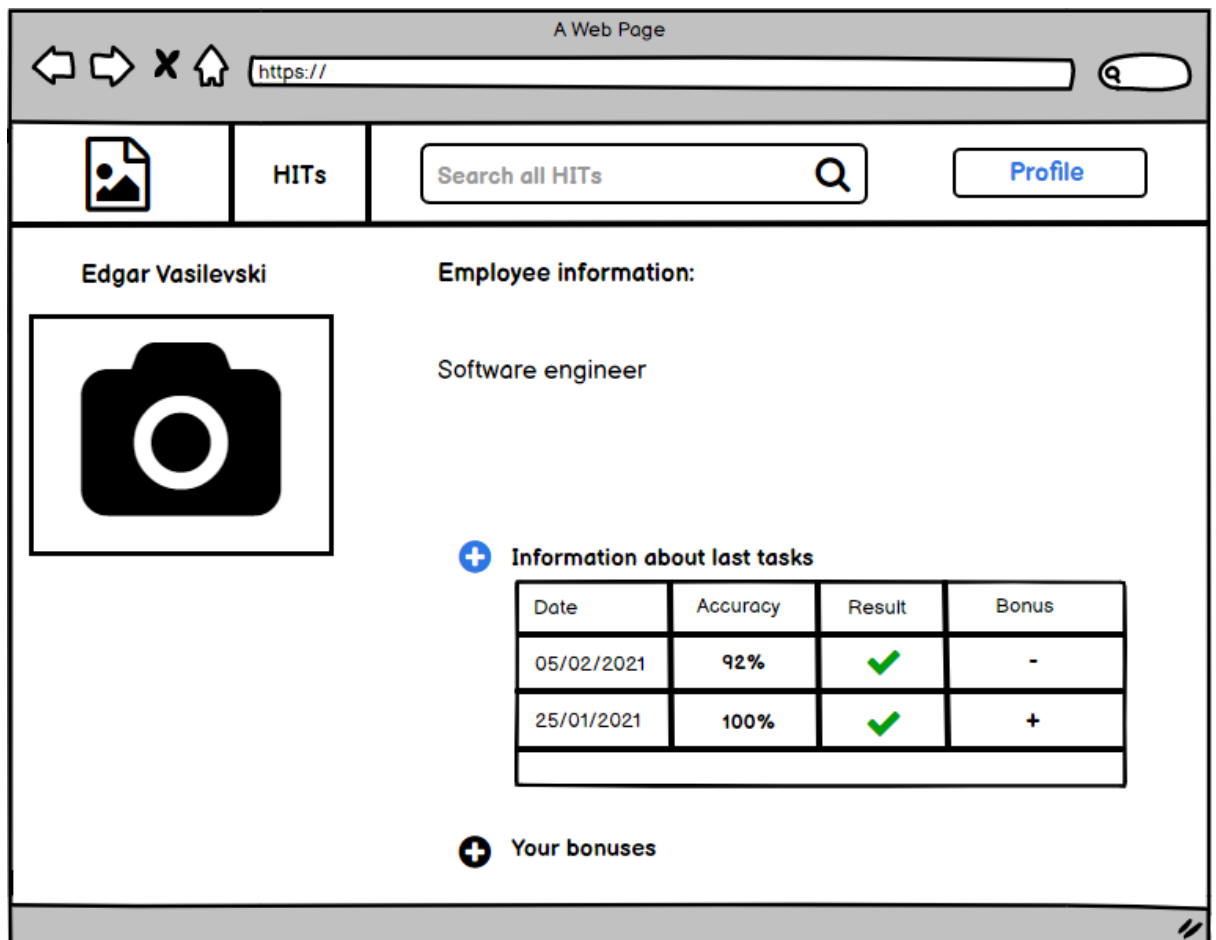 A Web Page
https://
HITs
Search all HITs
Profile
Edgar Vasilevski
Employee information:
Software engineer
Information about last tasks
Date Accuracy Result Bonus
05/02/2021 92% -
25/01/2021 100% +
Your bonuses